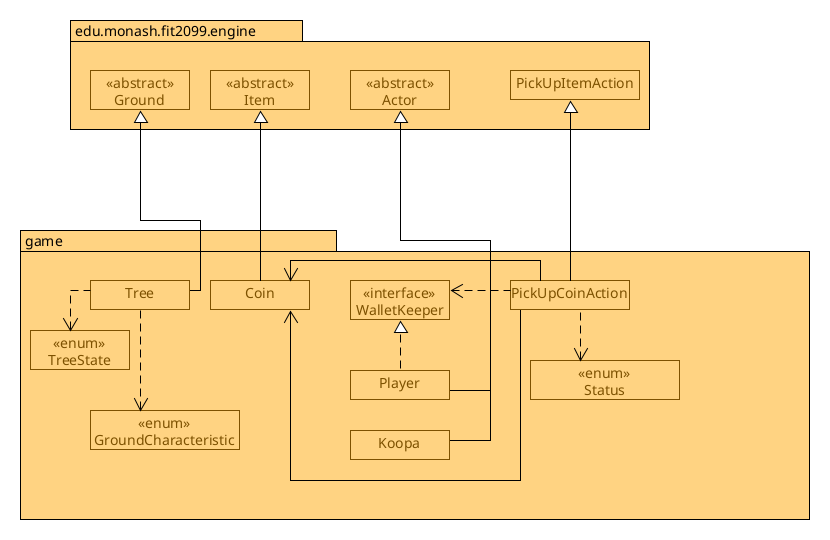 edu.monash.fit2099.engine
«abstract»
Ground
«abstract»
Item
«abstract»
Actor
PickUpItemAction
game
Tree
Coin
«interface»
WalletKeeper
PickUpCoinAction
«enum»
TreeState
«enum»
Status
Player
«enum»
GroundCharacteristic
Koopa